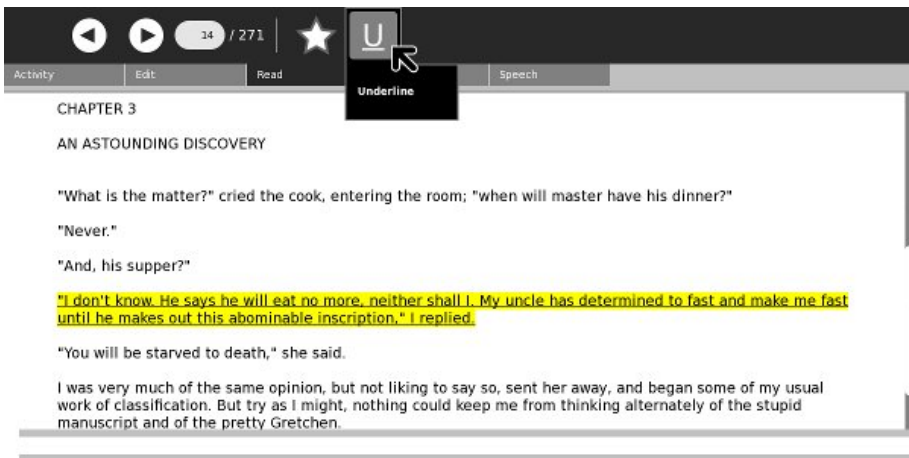 14 / 271
U
Activity Edit Read Speech
Underline
CHAPTER 3
AN ASTOUNDING DISCOVERY
"What is the matter?" cried the cook, entering the room; "when will master have his dinner?"
"Never."
"And, his supper?"
"I don't know. He says he will eat no more, neither shall I. My uncle has determined to fast and make me fast
until he makes out this abominable inscription," I replied.
"You will be starved to death," she said.
I was very much of the same opinion, but not liking to say so, sent her away, and began some of my usual
work of classification. But try as I might, nothing could keep me from thinking alternately of the stupid
manuscript and of the pretty Gretchen.